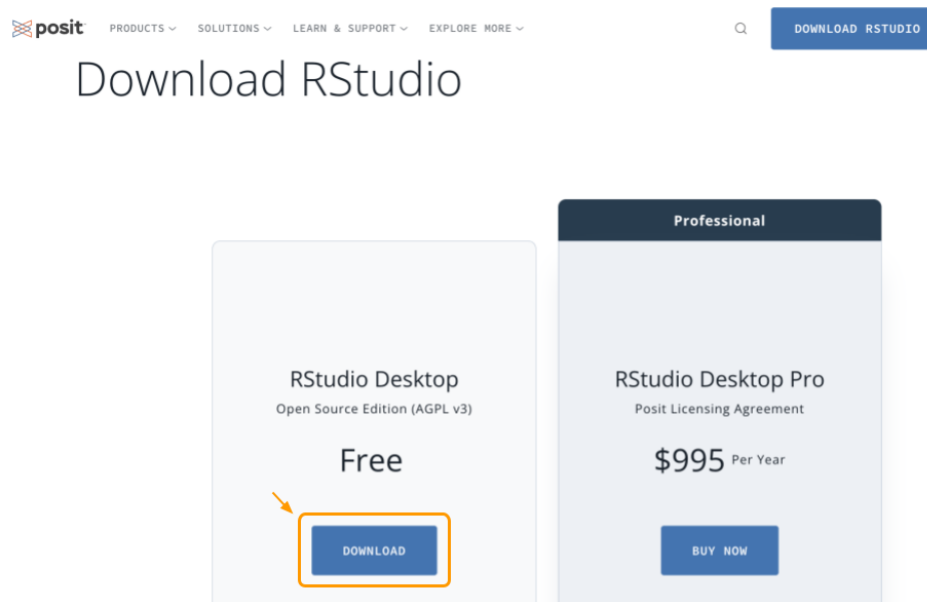 posit PRODUCTS SOLUTIONS LEARN & SUPPORT EXPLORE MORE DOWNLOAD RSTUDIO
Download RStudio
Professional
RStudio Desktop
Open Source Edition (AGPL v3)
Free
DOWNLOAD
RStudio Desktop Pro
Posit Licensing Agreement
$995 Per Year
BUY NOW